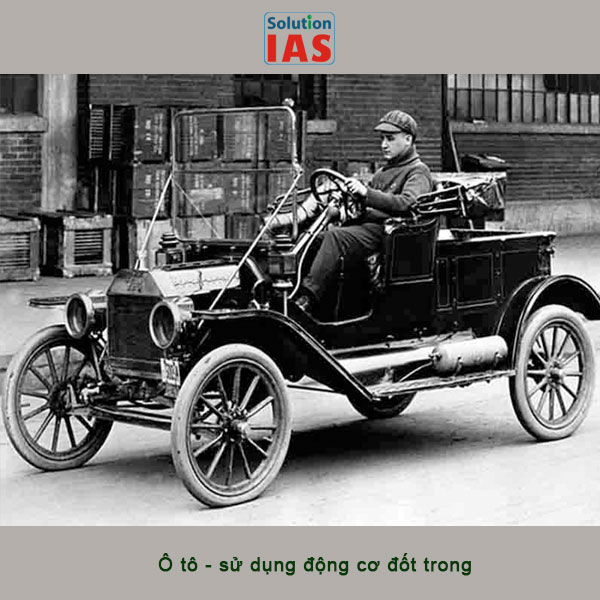 Solution
IAS
Ô tô - sử dụng động cơ đốt trong